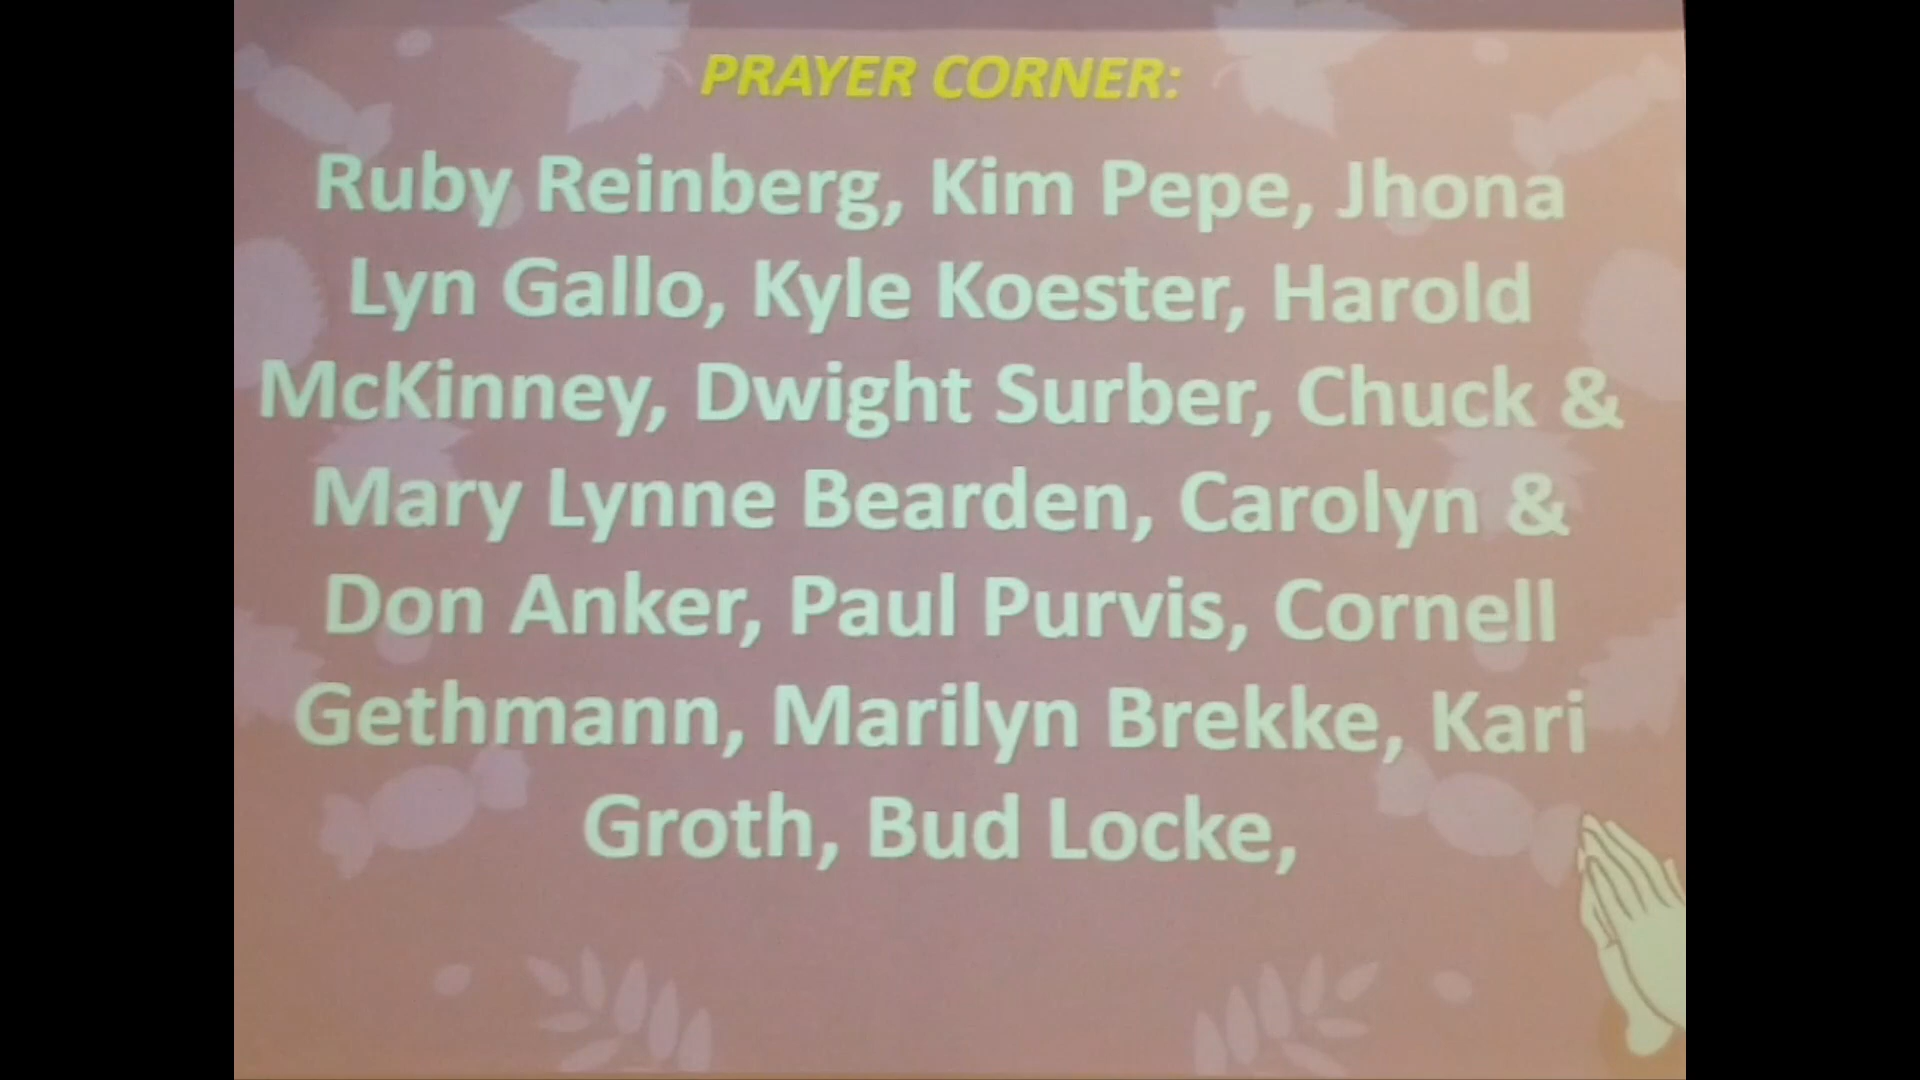 PRAYER CORNER:
Ruby Reinberg, Kim Pepe, Jhona
Lyn Gallo, Kyle Koester, Harold
McKinney, Dwight Surber, Chuck &
Mary Lynne Bearden, Carolyn &
Don Anker, Paul Purvis, Cornell
Gethmann, Marilyn Brekke, Kari
Groth, Bud Locke,